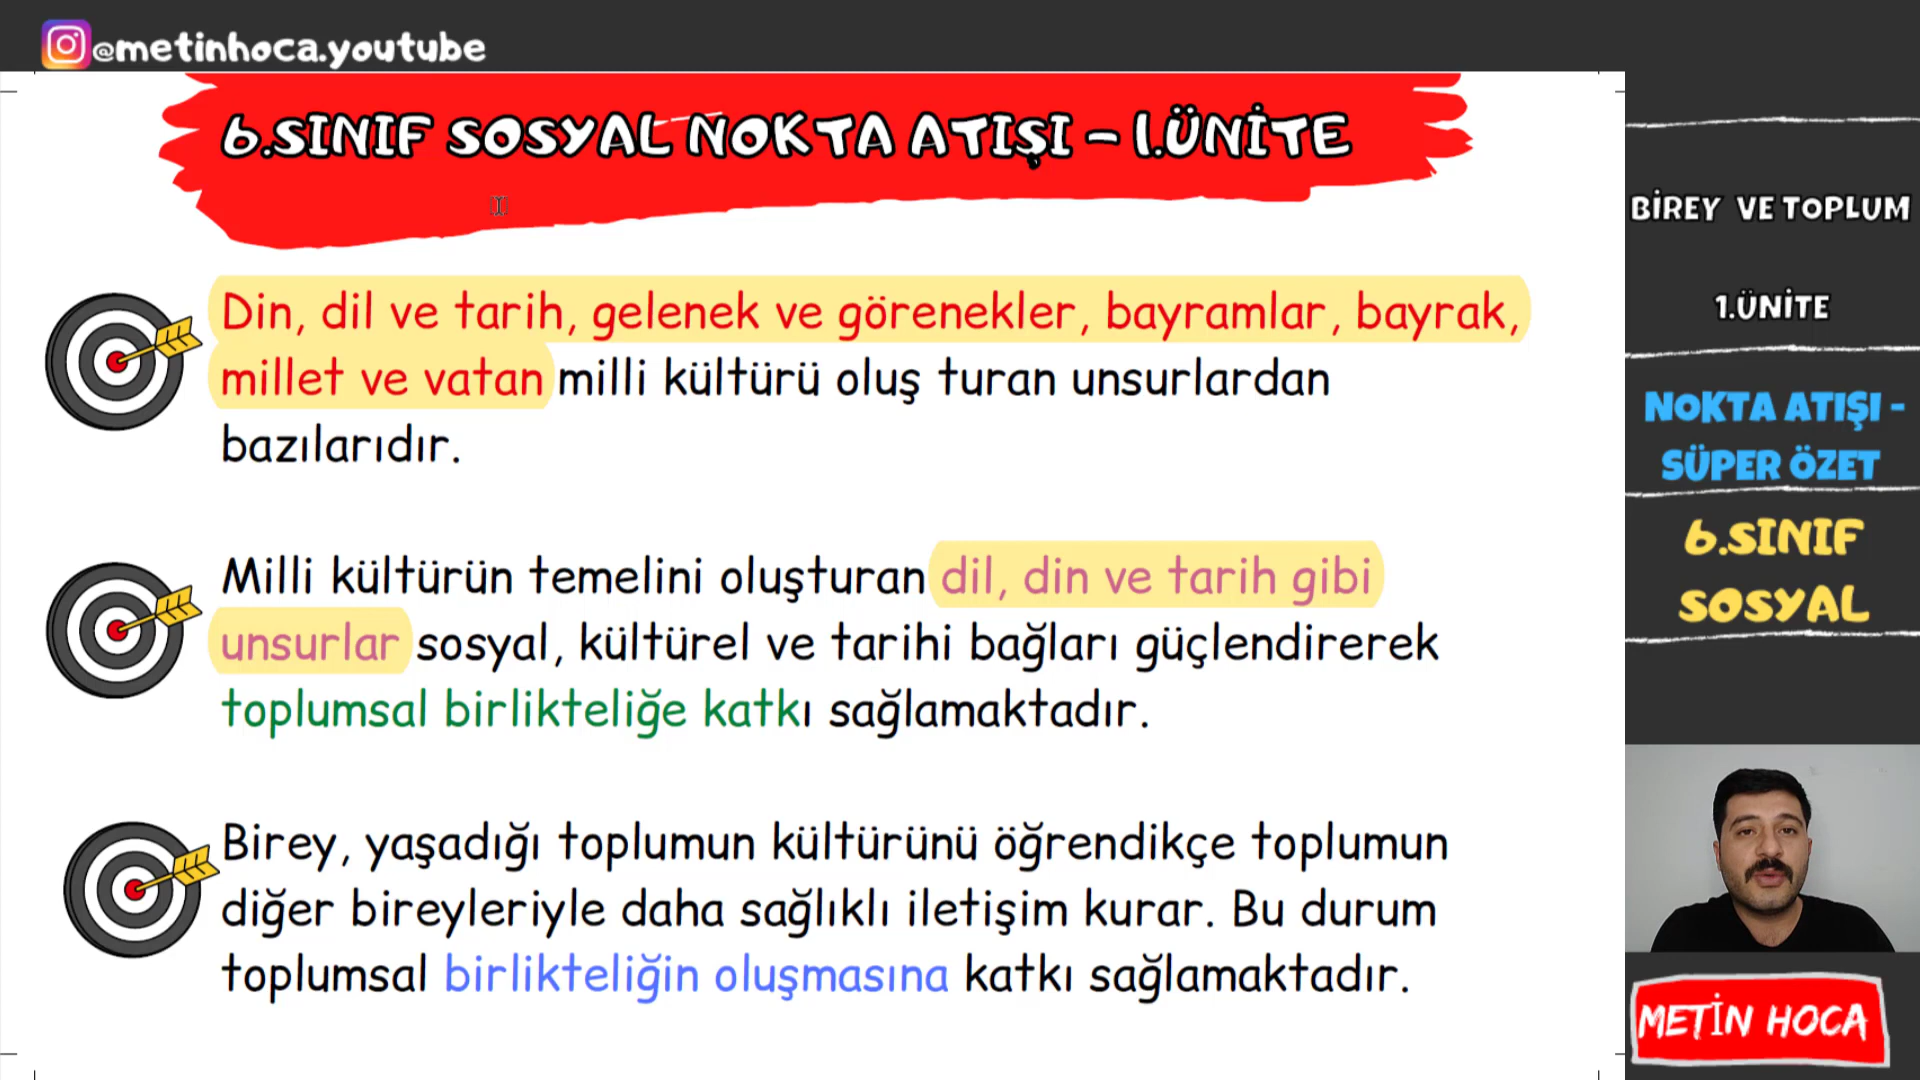 @metinhoca.youtube
6.SINIF SOSYAL NOKTA ATIŞI – 1.ÜNİTE
Din, dil ve tarih, gelenek ve görenekler, bayramlar, bayrak,
millet ve vatan milli kültürü oluş turan unsurlardan
bazılarıdır.
Milli kültürün temelini oluşturan dil, din ve tarih gibi
unsurlar sosyal, kültürel ve tarihi bağları güçlendirerek
toplumsal birlikteliğe katkı sağlamaktadır.
Birey, yaşadığı toplumun kültürünü öğrendikçe toplumun
diğer bireyleriyle daha sağlıklı iletişim kurar. Bu durum
toplumsal birlikteliğin oluşmasına katkı sağlamaktadır.
BİREY VE TOPLUM
1.ÜNİTE
NOKTA ATIŞI -
SÜPER ÖZET
6.SINIF
SOSYAL
METİN HOCA